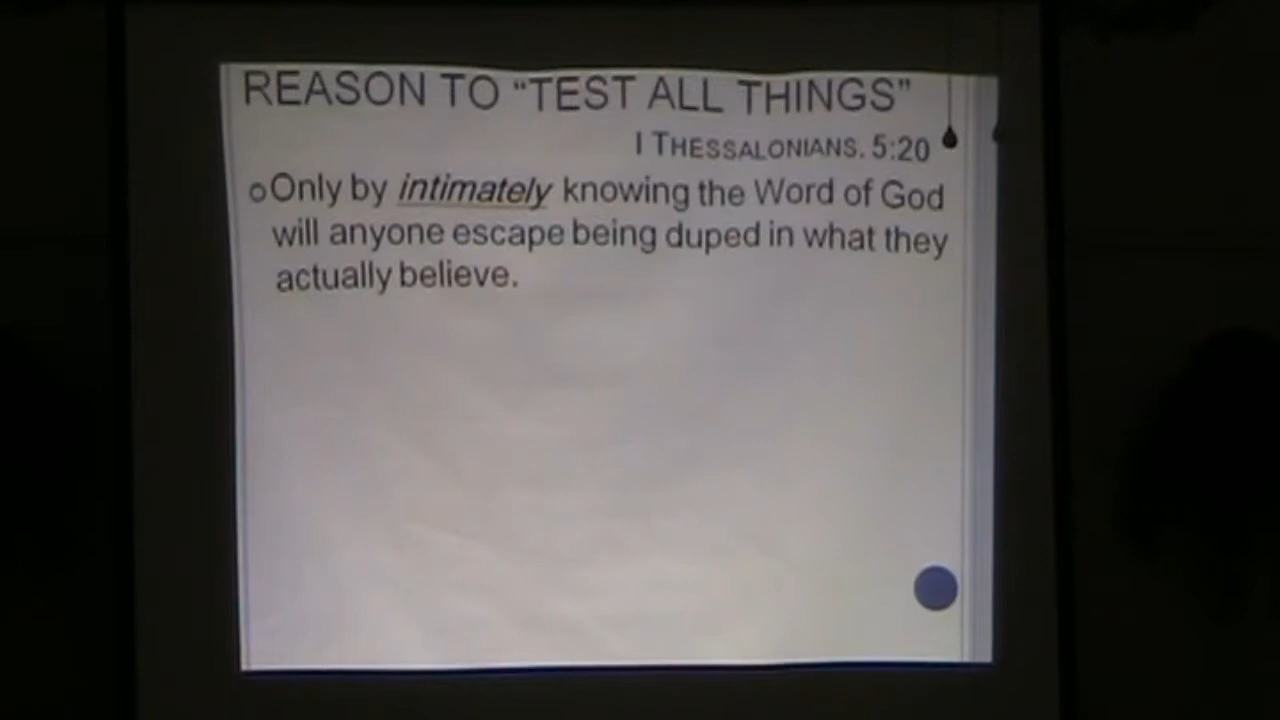 REASON TO “TEST ALL THINGS”
I THESSALONIANS. 5:20
Only by intimately knowing the Word of God
will anyone escape being duped in what they
actually believe.